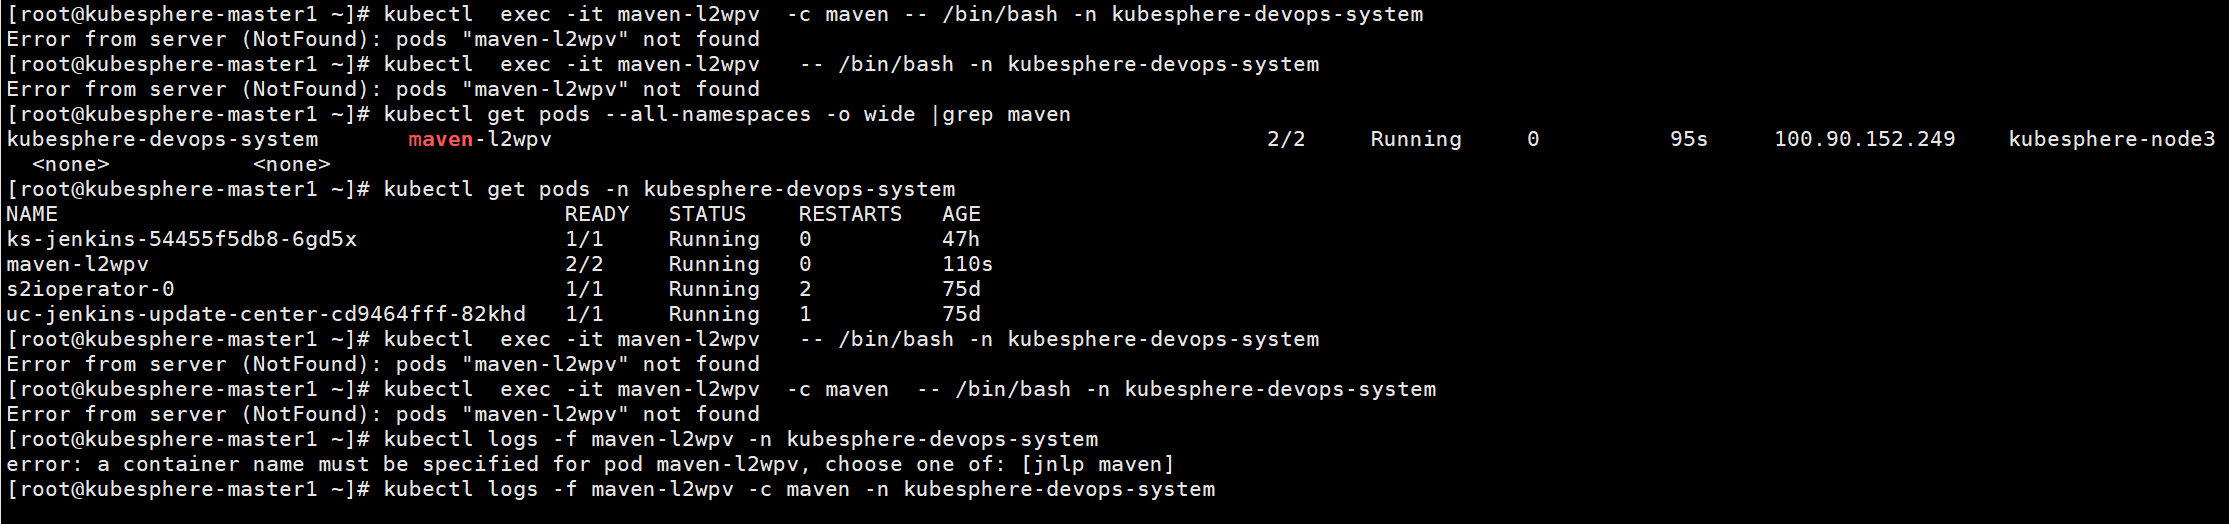 [root@kubesphere-master1 ~]# kubectl  exec -it maven-l2wpv  -c maven -- /bin/bash -n kubesphere-devops-system
Error from server (NotFound): pods "maven-l2wpv" not found
[root@kubesphere-master1 ~]# kubectl  exec -it maven-l2wpv   -- /bin/bash -n kubesphere-devops-system
Error from server (NotFound): pods "maven-l2wpv" not found
[root@kubesphere-master1 ~]# kubectl get pods --all-namespaces -o wide |grep maven
kubesphere-devops-system       maven-l2wpv                                                       2/2     Running     0          95s     100.90.152.249    kubesphere-node3
  <none>           <none>
[root@kubesphere-master1 ~]# kubectl get pods -n kubesphere-devops-system
NAME                                       READY   STATUS    RESTARTS   AGE
ks-jenkins-54455f5db8-6gd5x                1/1     Running   0          47h
maven-l2wpv                                2/2     Running   0          110s
s2ioperator-0                              1/1     Running   2          75d
uc-jenkins-update-center-cd9464fff-82khd   1/1     Running   1          75d
[root@kubesphere-master1 ~]# kubectl  exec -it maven-l2wpv   -- /bin/bash -n kubesphere-devops-system
Error from server (NotFound): pods "maven-l2wpv" not found
[root@kubesphere-master1 ~]# kubectl  exec -it maven-l2wpv  -c maven  -- /bin/bash -n kubesphere-devops-system
Error from server (NotFound): pods "maven-l2wpv" not found
[root@kubesphere-master1 ~]# kubectl logs -f maven-l2wpv -n kubesphere-devops-system
error: a container name must be specified for pod maven-l2wpv, choose one of: [jnlp maven]
[root@kubesphere-master1 ~]# kubectl logs -f maven-l2wpv -c maven -n kubesphere-devops-system